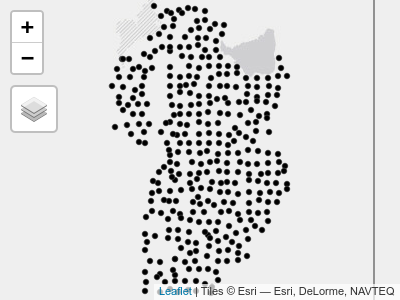 +
−
Leaflet | Tiles © Esri — Esri, DeLorme, NAVTEQ